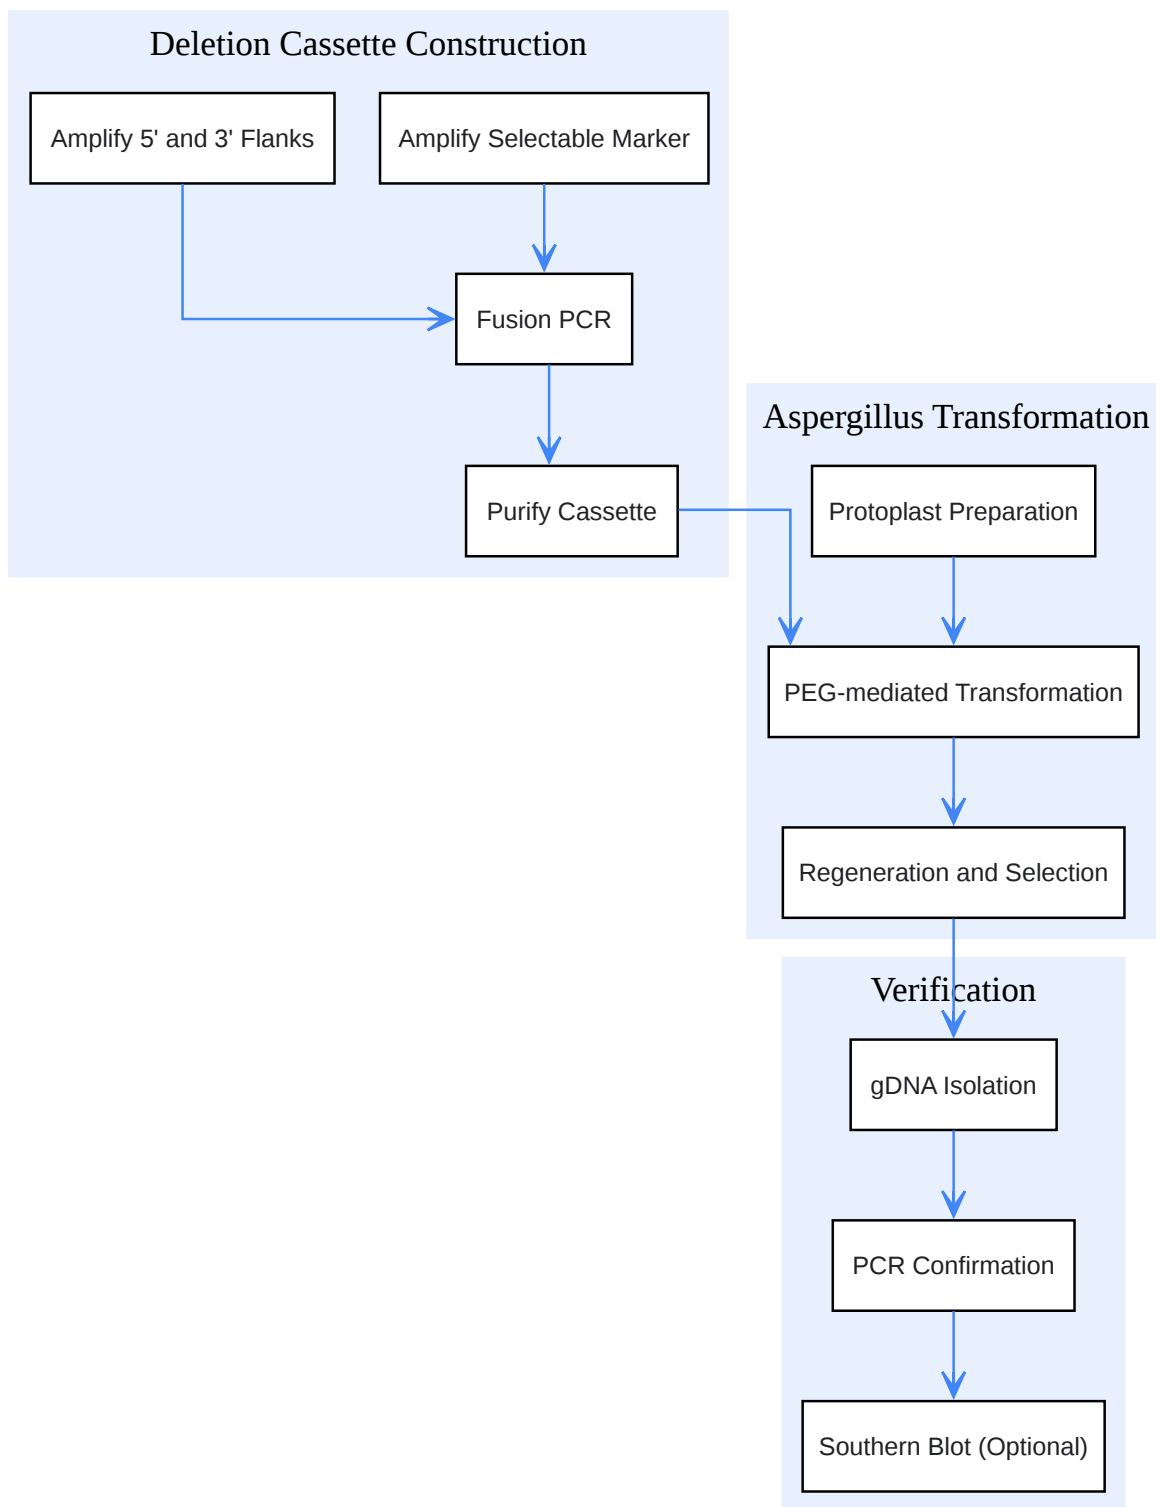 Deletion Cassette Construction
Amplify 5' and 3' Flanks
Amplify Selectable Marker
Fusion PCR
Purify Cassette
Aspergillus Transformation
Protoplast Preparation
PEG-mediated Transformation
Regeneration and Selection
Verification
gDNA Isolation
PCR Confirmation
Southern Blot (Optional)